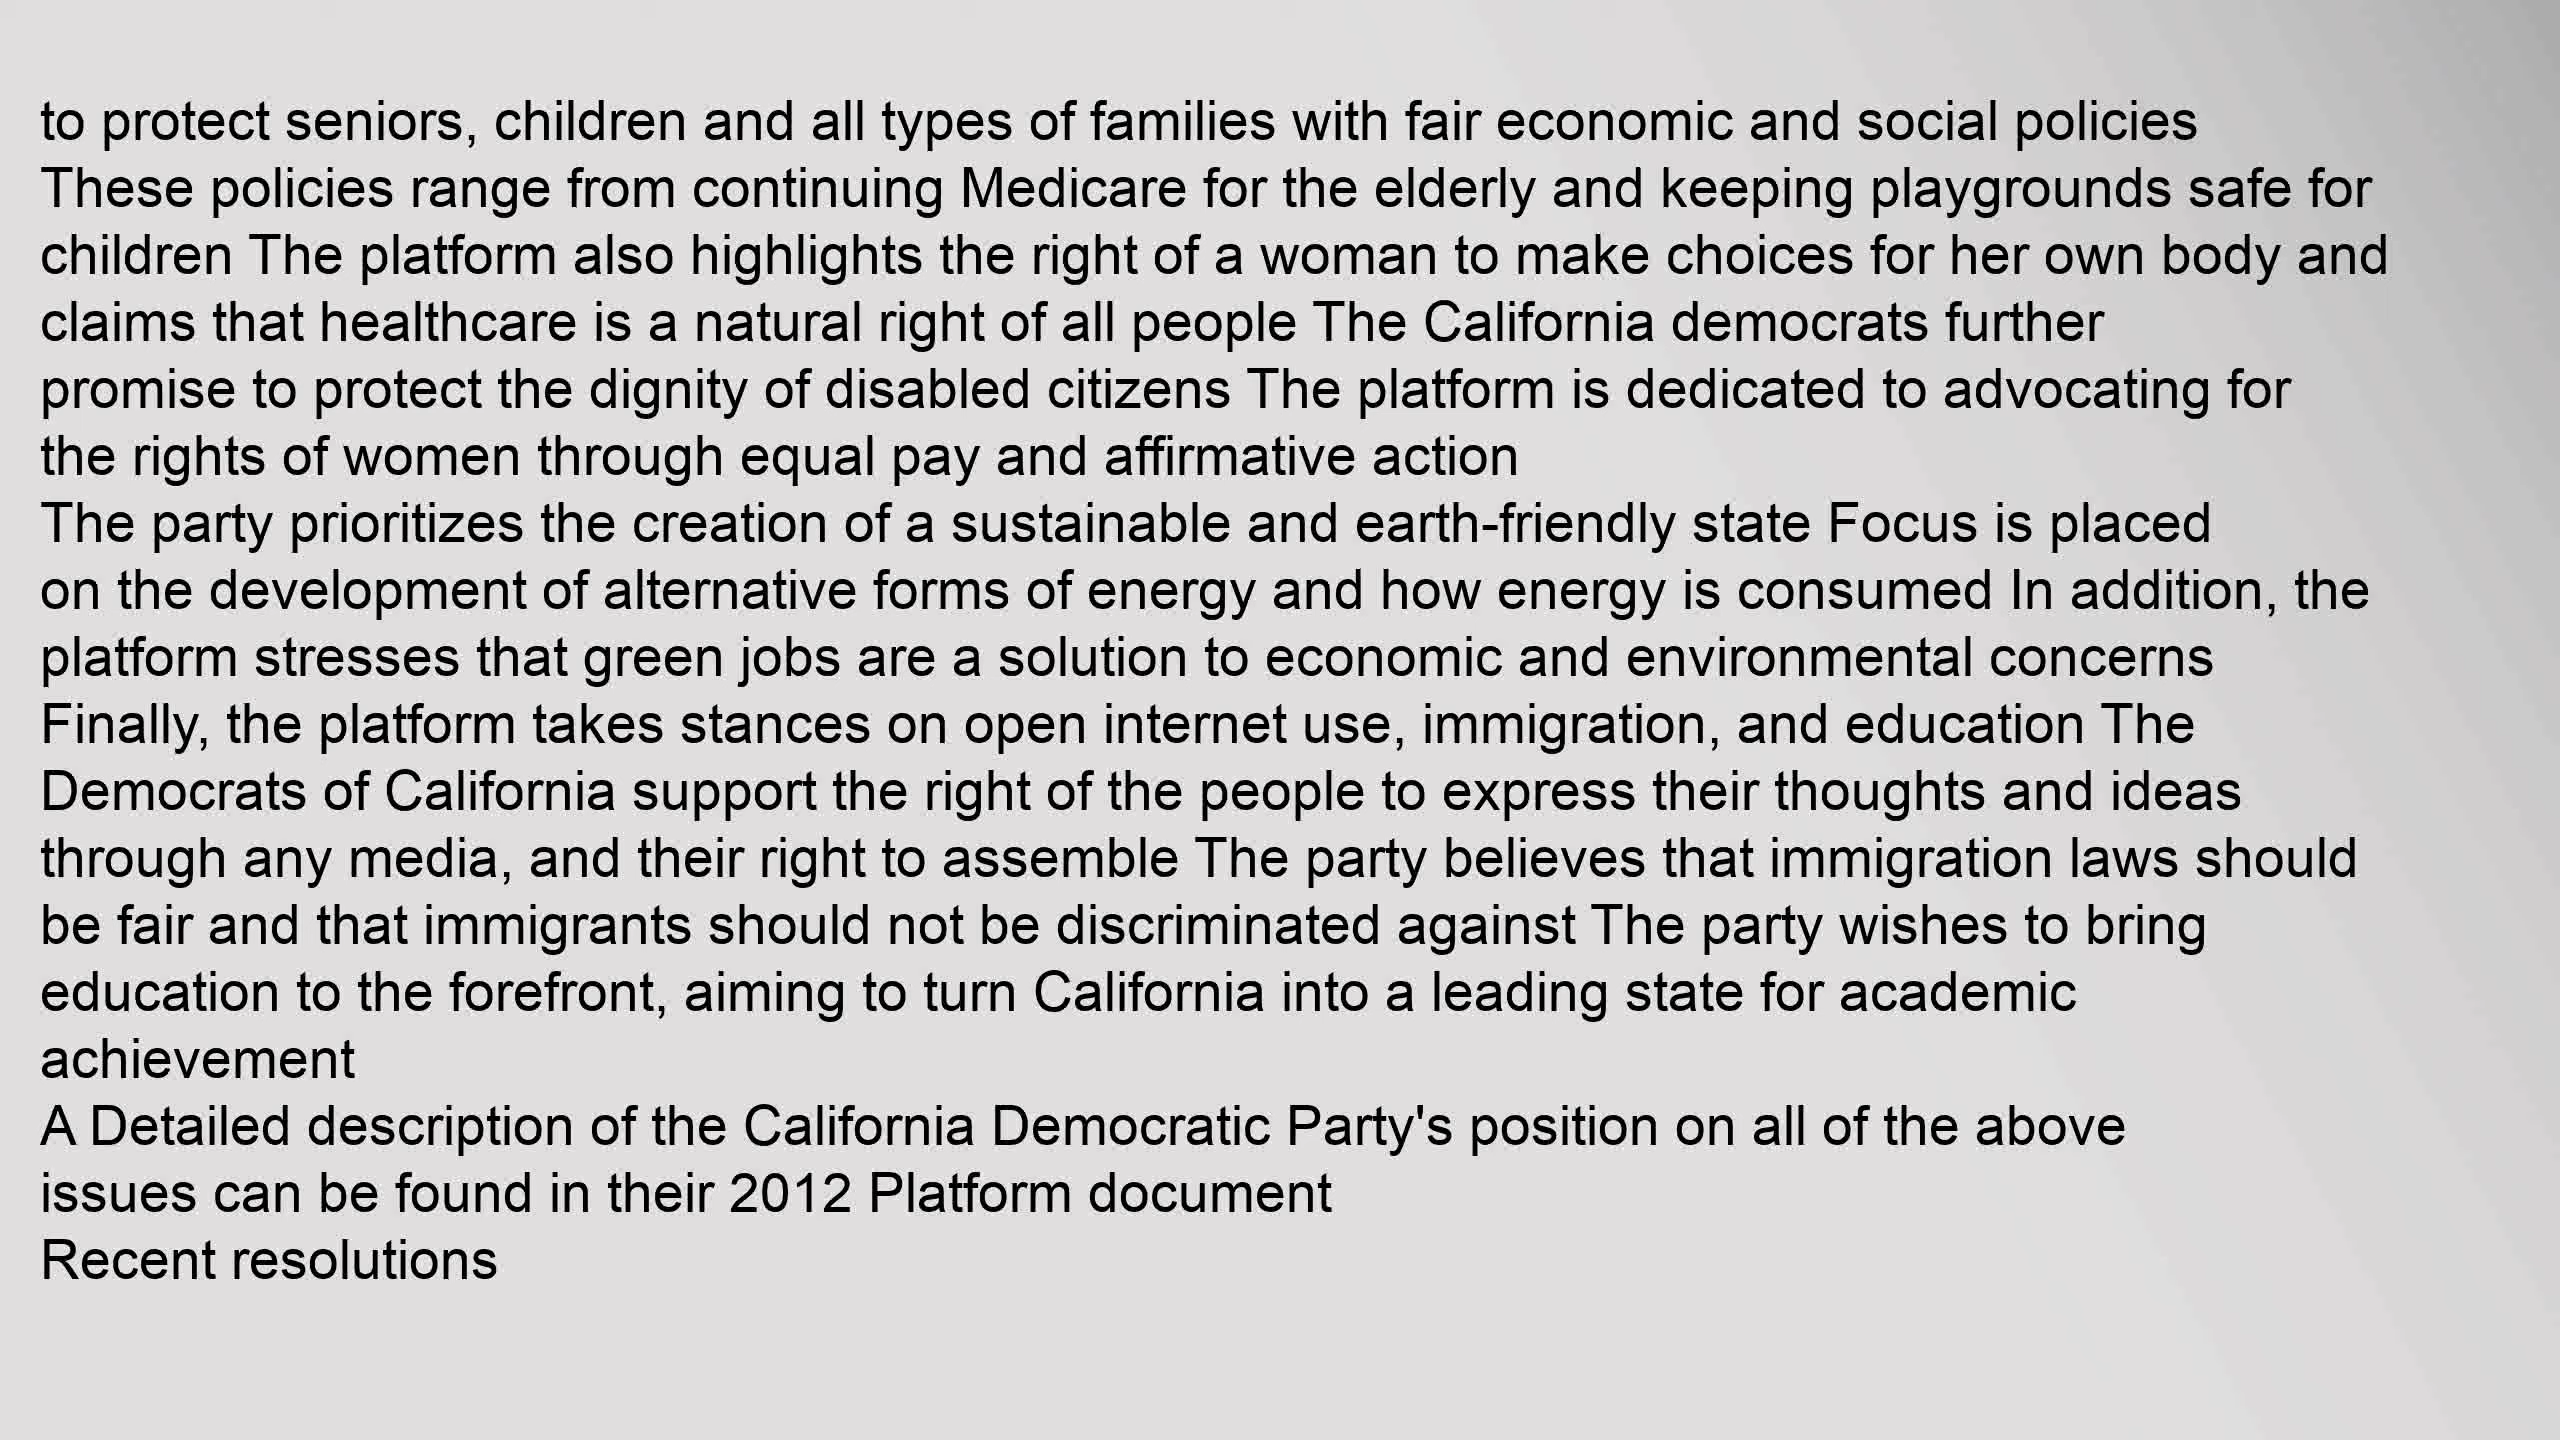 to protect seniors, children and all types of families with fair economic and social policies
These policies range from continuing Medicare for the elderly and keeping playgrounds safe for
children The platform also highlights the right of a woman to make choices for her own body and
claims that healthcare is a natural right of all people The California democrats further
promise to protect the dignity of disabled citizens The platform is dedicated to advocating for
the rights of women through equal pay and affirmative action
The party prioritizes the creation of a sustainable and earth-friendly state Focus is placed
on the development of alternative forms of energy and how energy is consumed In addition, the
platform stresses that green jobs are a solution to economic and environmental concerns
Finally, the platform takes stances on open internet use, immigration, and education The
Democrats of California support the right of the people to express their thoughts and ideas
through any media, and their right to assemble The party believes that immigration laws should
be fair and that immigrants should not be discriminated against The party wishes to bring
education to the forefront, aiming to turn California into a leading state for academic
achievement
A Detailed description of the California Democratic Party's position on all of the above
issues can be found in their 2012 Platform document
Recent resolutions